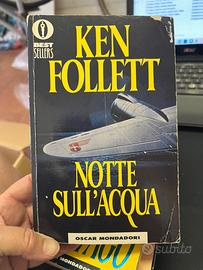 BEST
SELLERS
KEN
FOLLETT
NOTTE
SULL'ACQUA
OSCAR MONDADORI
subito